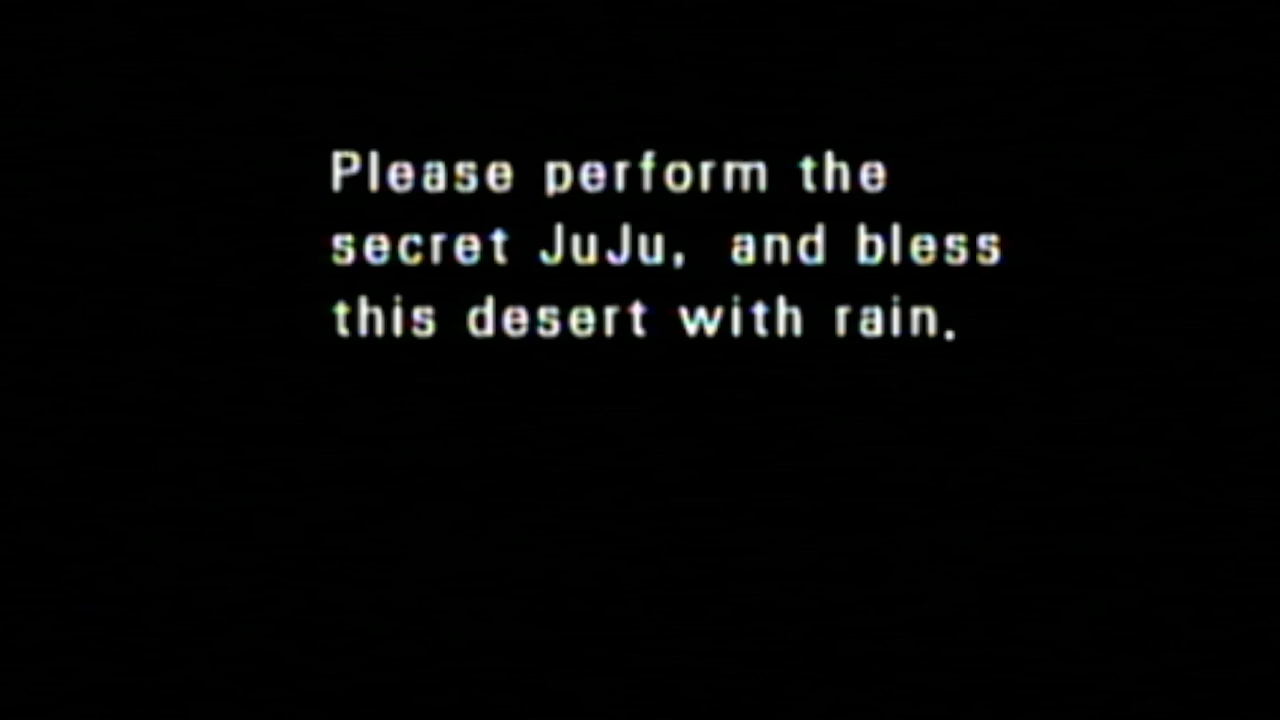 Please perform the
secret JuJu, and bless
this desert with rain.